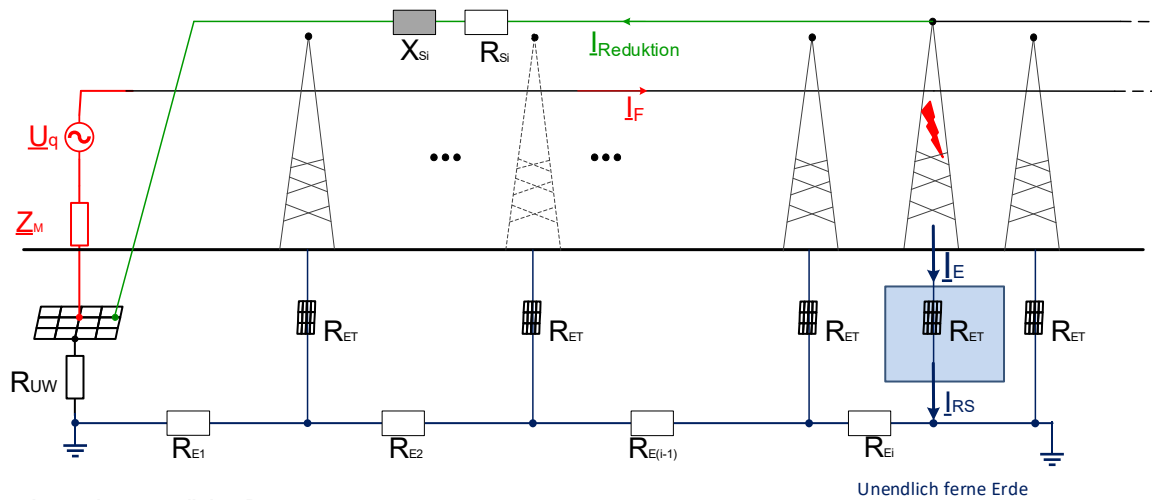 X_Si R_Si I_Reduktion
U_q I_F
Z_M
I_E
R_ET R_ET R_ET R_ET R_ET
R_UW
I_RS
R_E1 R_E2 R_E(i-1) R_Ei
Unendlich ferne Erde